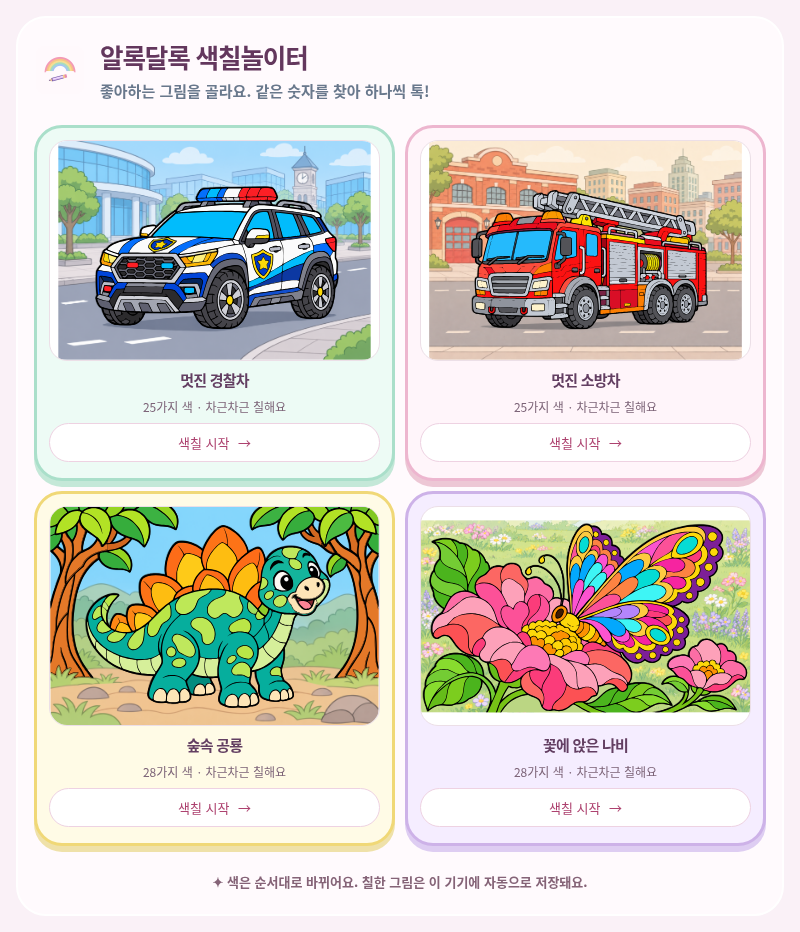 알록달록 색칠놀이터
좋아하는 그림을 골라요. 같은 숫자를 찾아 하나씩 톡!
멋진 경찰차
25가지 색 · 차근차근 칠해요
색칠 시작 →
멋진 소방차
25가지 색 · 차근차근 칠해요
색칠 시작 →
숲속 공룡
28가지 색 · 차근차근 칠해요
색칠 시작 →
꽃에 앉은 나비
28가지 색 · 차근차근 칠해요
색칠 시작 →
✦ 색은 순서대로 바뀌어요. 칠한 그림은 이 기기에 자동으로 저장돼요.